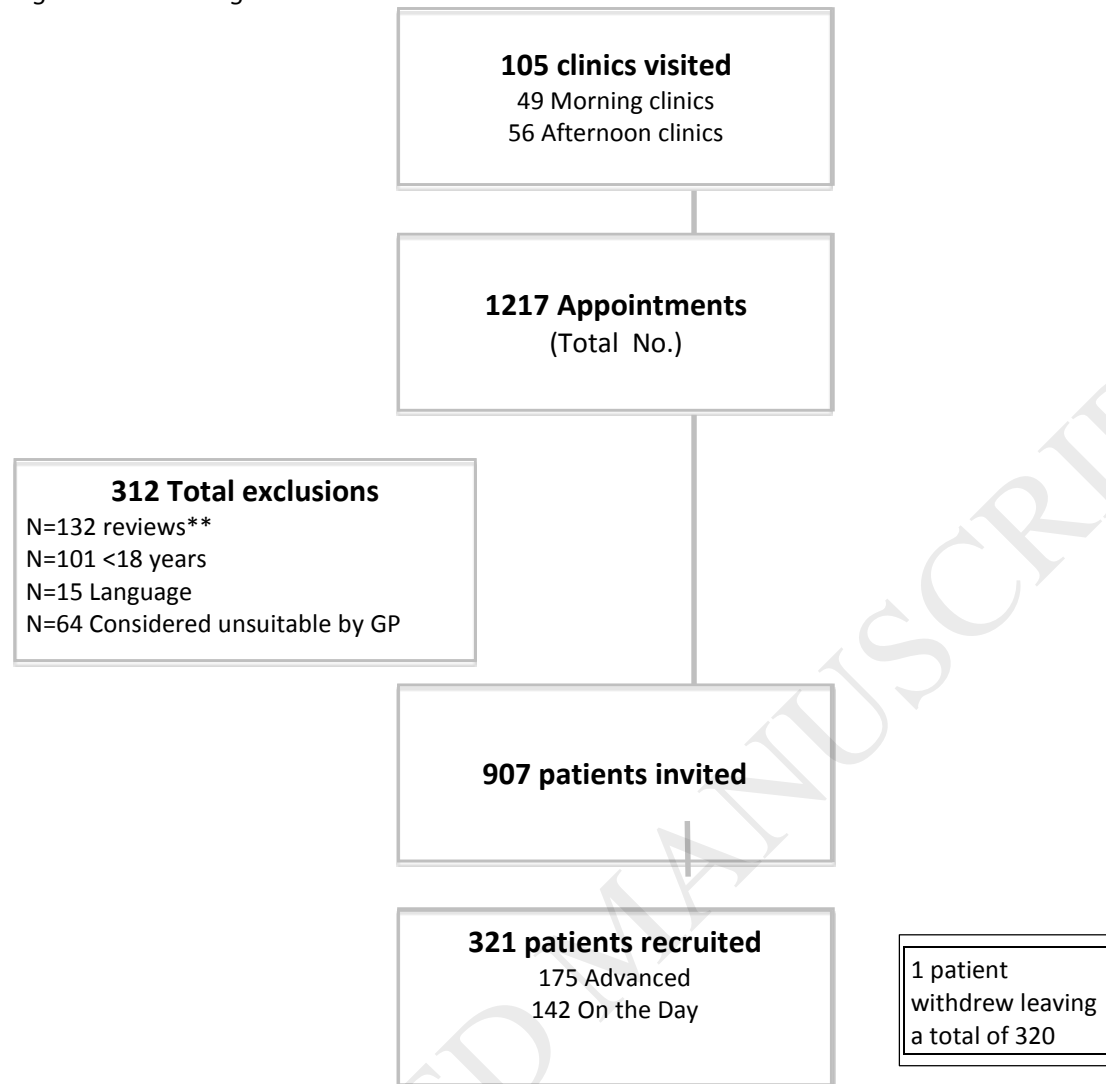 105 clinics visited
49 Morning clinics
56 Afternoon clinics
1217 Appointments
(Total No.)
312 Total exclusions
N=132 reviews**
N=101 <18 years
N=15 Language
N=64 Considered unsuitable by GP
907 patients invited
321 patients recruited
175 Advanced
142 On the Day
1 patient
withdrew leaving
a total of 320